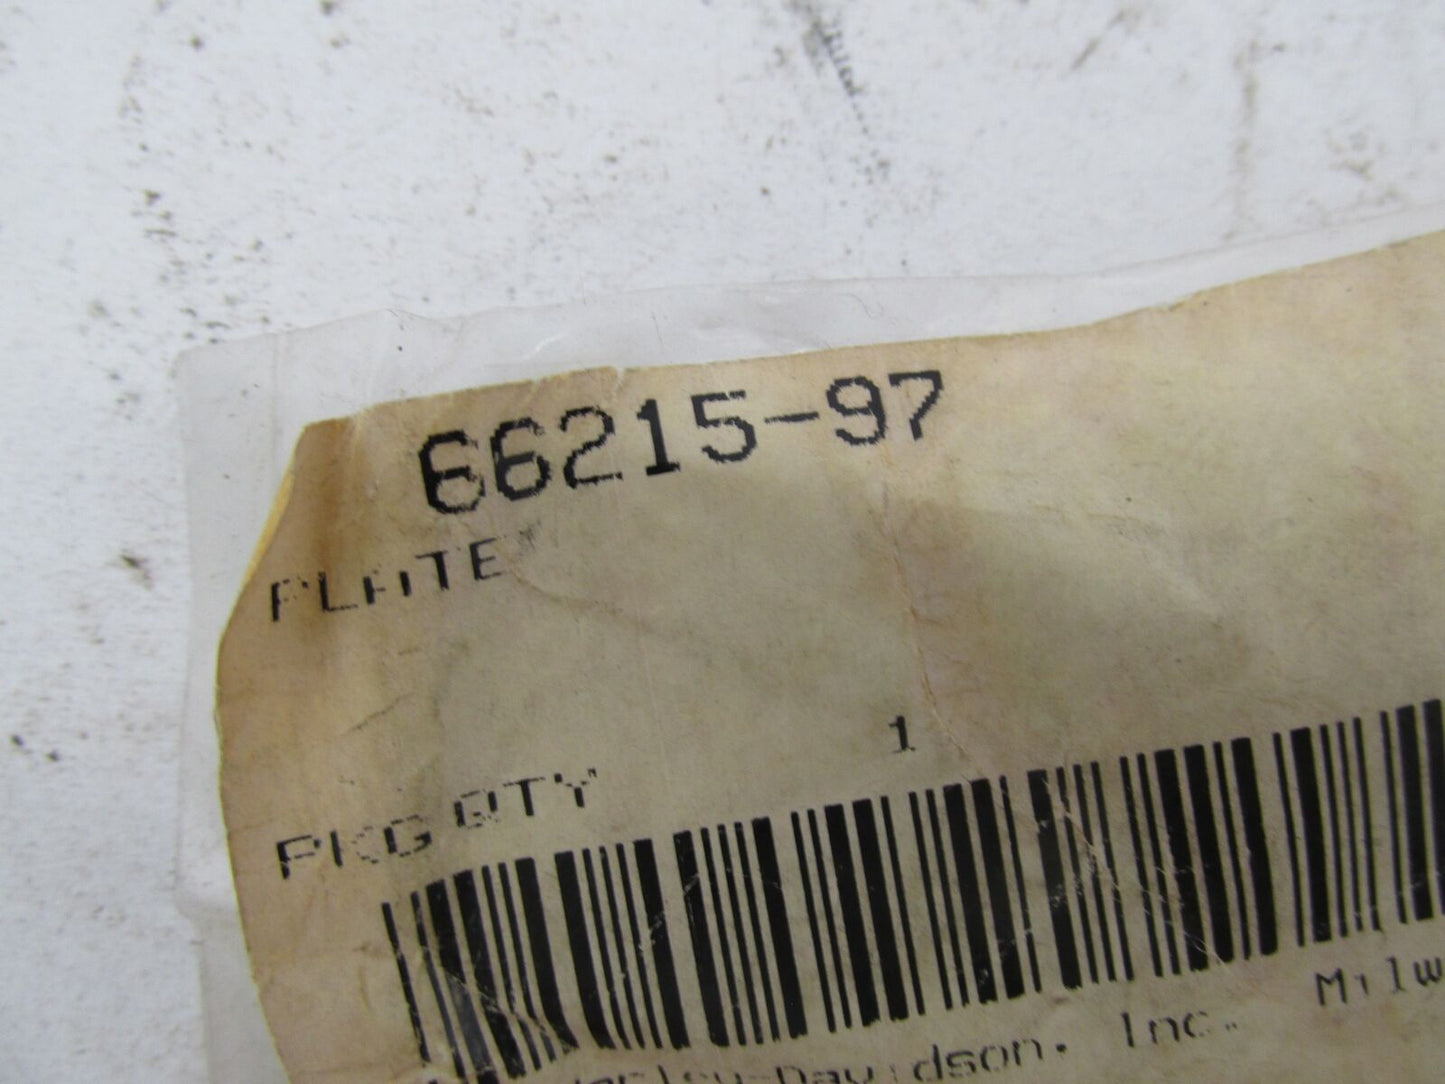 66215-97
PLATE
PKG QTY 1
Harley-Davidson, Inc. Milw